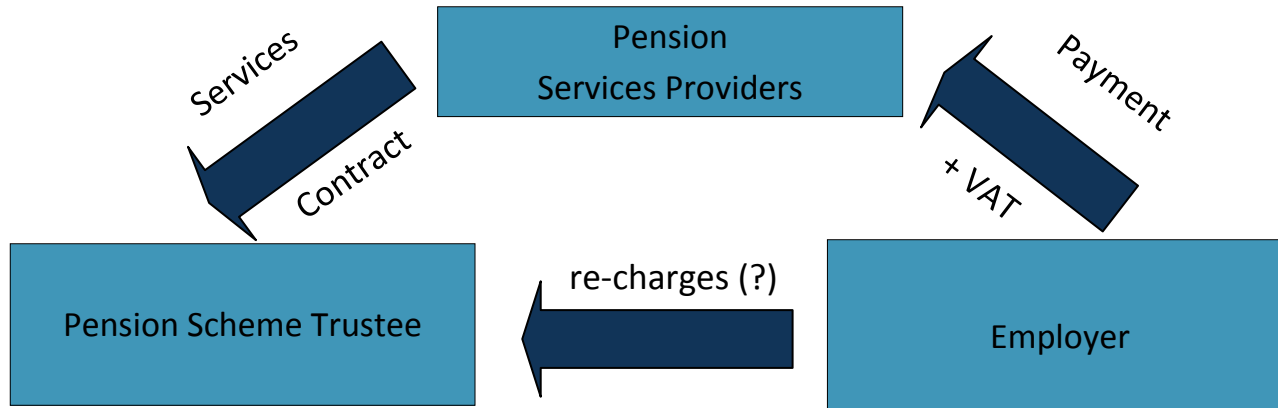 Pension
Services Providers
Services
Contract
Payment
+ VAT
re-charges (?)
Pension Scheme Trustee
Employer